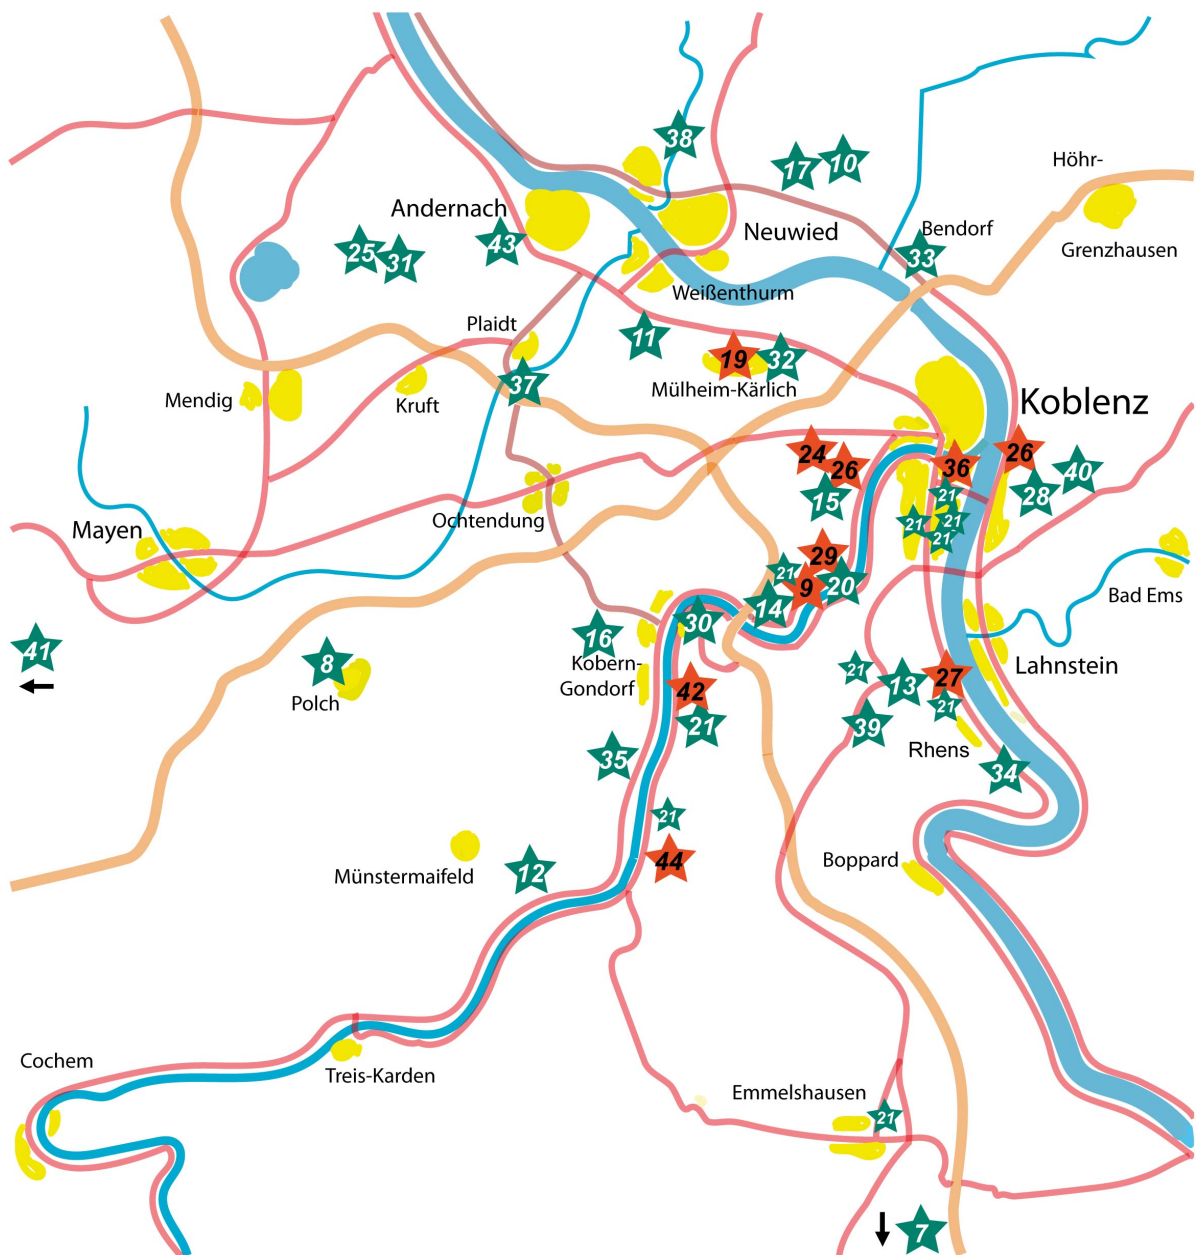 38
17
10
Höhr-
Andernach
43
25
31
Neuwied
Bendorf
33
Grenzhausen
Weißenthurm
Plaidt
11
19
32
Mülheim-Kärlich
37
Mendig
Kruft
Koblenz
24
26
36
26
40
15
28
21
Ochtendung
21
21
21
Mayen
29
21
9
20
14
Bad Ems
30
16
41
8
Kobern-
Gondorf
Polch
42
21
21
13
27
21
39
Lahnstein
35
Rhens
34
21
44
12
Münstermaifeld
Boppard
Cochem
Treis-Karden
Emmelshausen
21
7